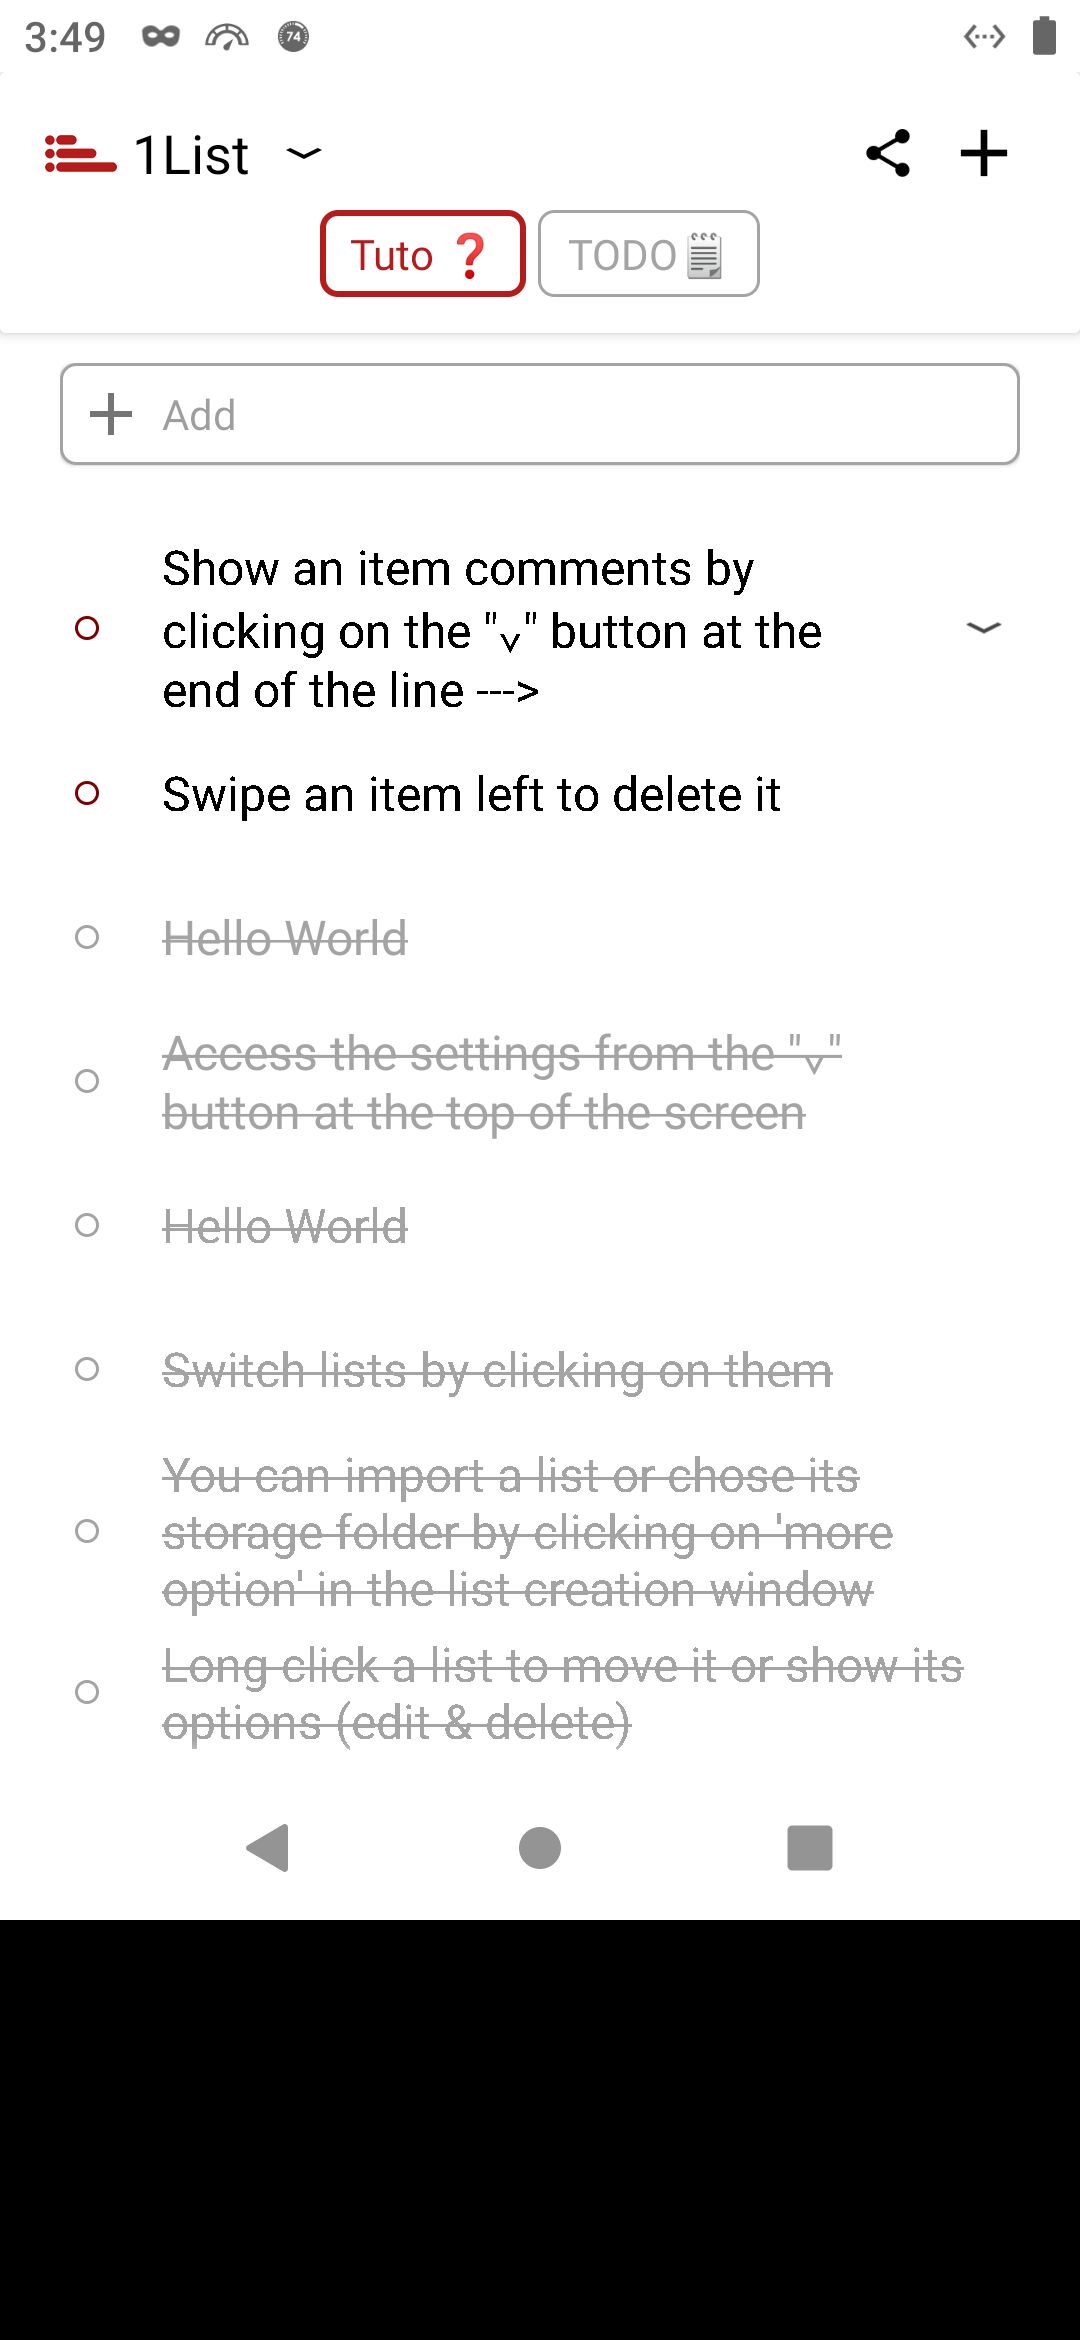 3:49
74
1List
Tuto ❓
TODO🗒
Add
Show an item comments by
clicking on the "˅" button at the
end of the line --->
Swipe an item left to delete it
Hello World
Access the settings from the "˅"
button at the top of the screen
Hello World
Switch lists by clicking on them
You can import a list or chose its
storage folder by clicking on 'more
option' in the list creation window
Long click a list to move it or show its
options (edit & delete)